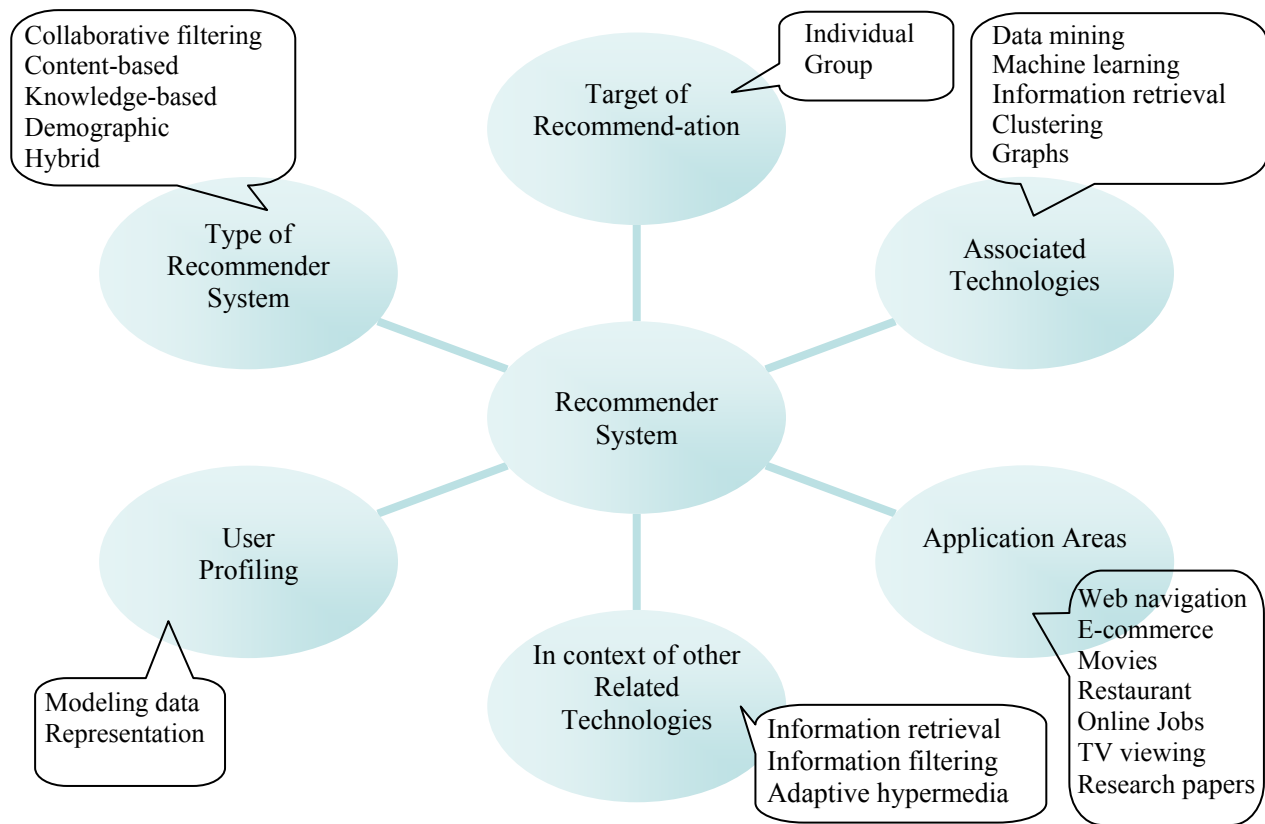 Collaborative filtering
Content-based
Knowledge-based
Demographic
Hybrid
Type of
Recommender
System
Target of
Recommend-ation
Individual
Group
Data mining
Machine learning
Information retrieval
Clustering
Graphs
Associated
Technologies
Recommender
System
User
Profiling
Modeling data
Representation
In context of other
Related
Technologies
Information retrieval
Information filtering
Adaptive hypermedia
Application Areas
Web navigation
E-commerce
Movies
Restaurant
Online Jobs
TV viewing
Research papers